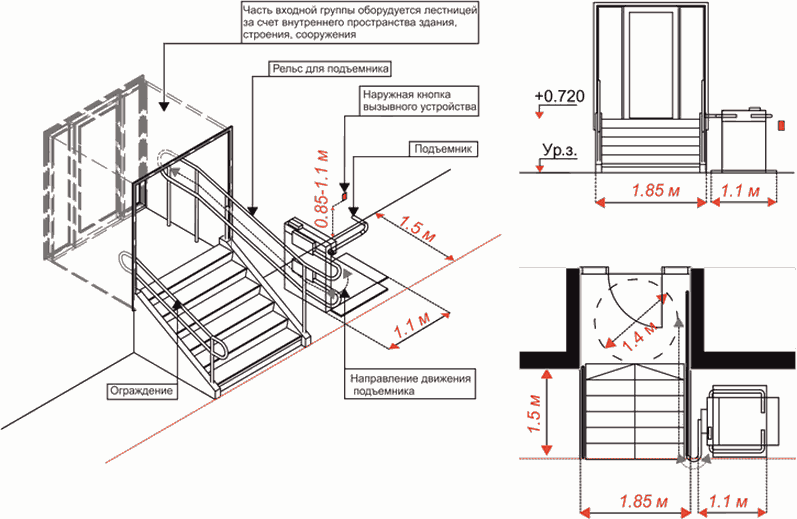 Часть входной группы оборудуется лестницей
за счет внутреннего пространства здания,
строения, сооружения
Рельс для подъемника
Наружная кнопка
вызывного устройства
Подъемник
0.85-1.1 м
1.5 м
1.1 м
Ограждение
Направление движения
подъемника
+0.720
Ур.з.
1.85 м
1.1 м
1.4 м
1.5 м
1.85 м
1.1 м